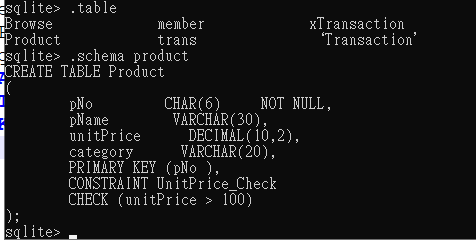 sqlite> .table
Browse member xTransaction
Product trans ‘Transaction’
sqlite> .schema product
CREATE TABLE Product
(
pNo CHAR(6) NOT NULL,
pName VARCHAR(30),
unitPrice DECIMAL(10,2),
category VARCHAR(20),
PRIMARY KEY (pNo ),
CONSTRAINT UnitPrice_Check
CHECK (unitPrice > 100)
);
sqlite>